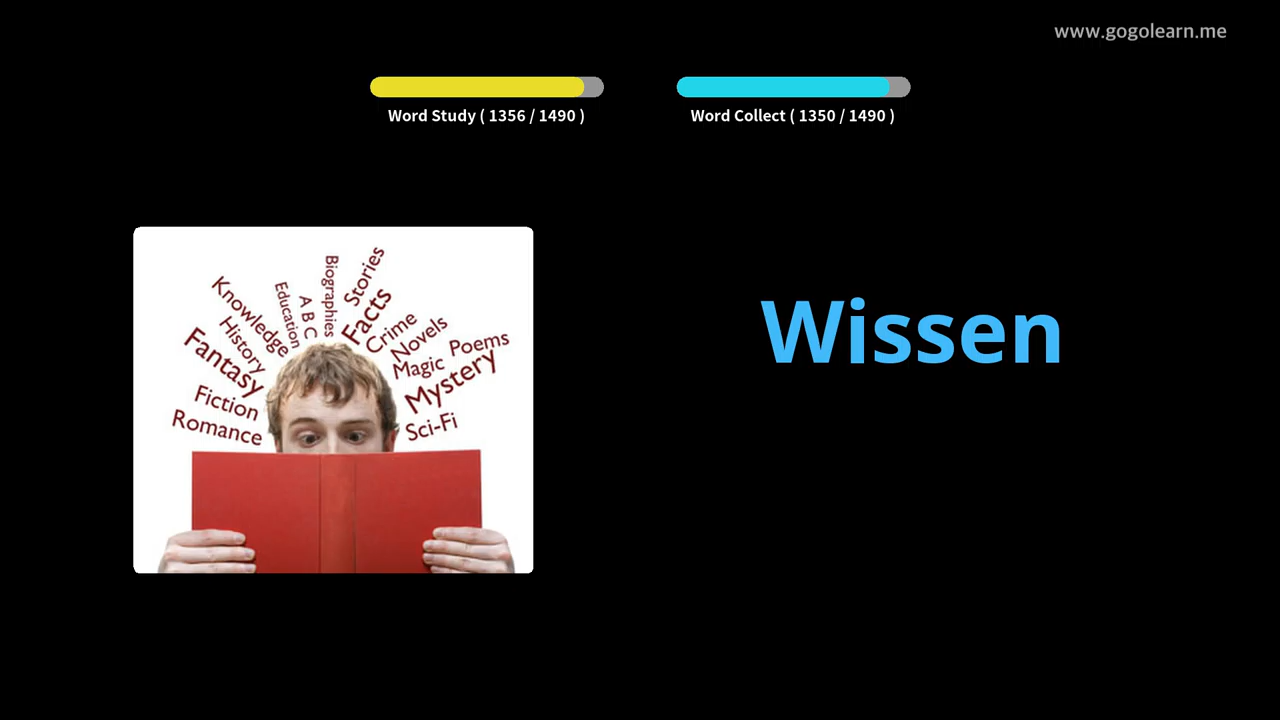 www.gogolearn.me
Word Study ( 1356 / 1490 )
Word Collect ( 1350 / 1490 )
Wissen
Romance
Fiction
Fantasy
History
Knowledge
Education
A B C
Biographies
Stories
Facts
Crime
Novels
Magic
Poems
Mystery
Sci-Fi